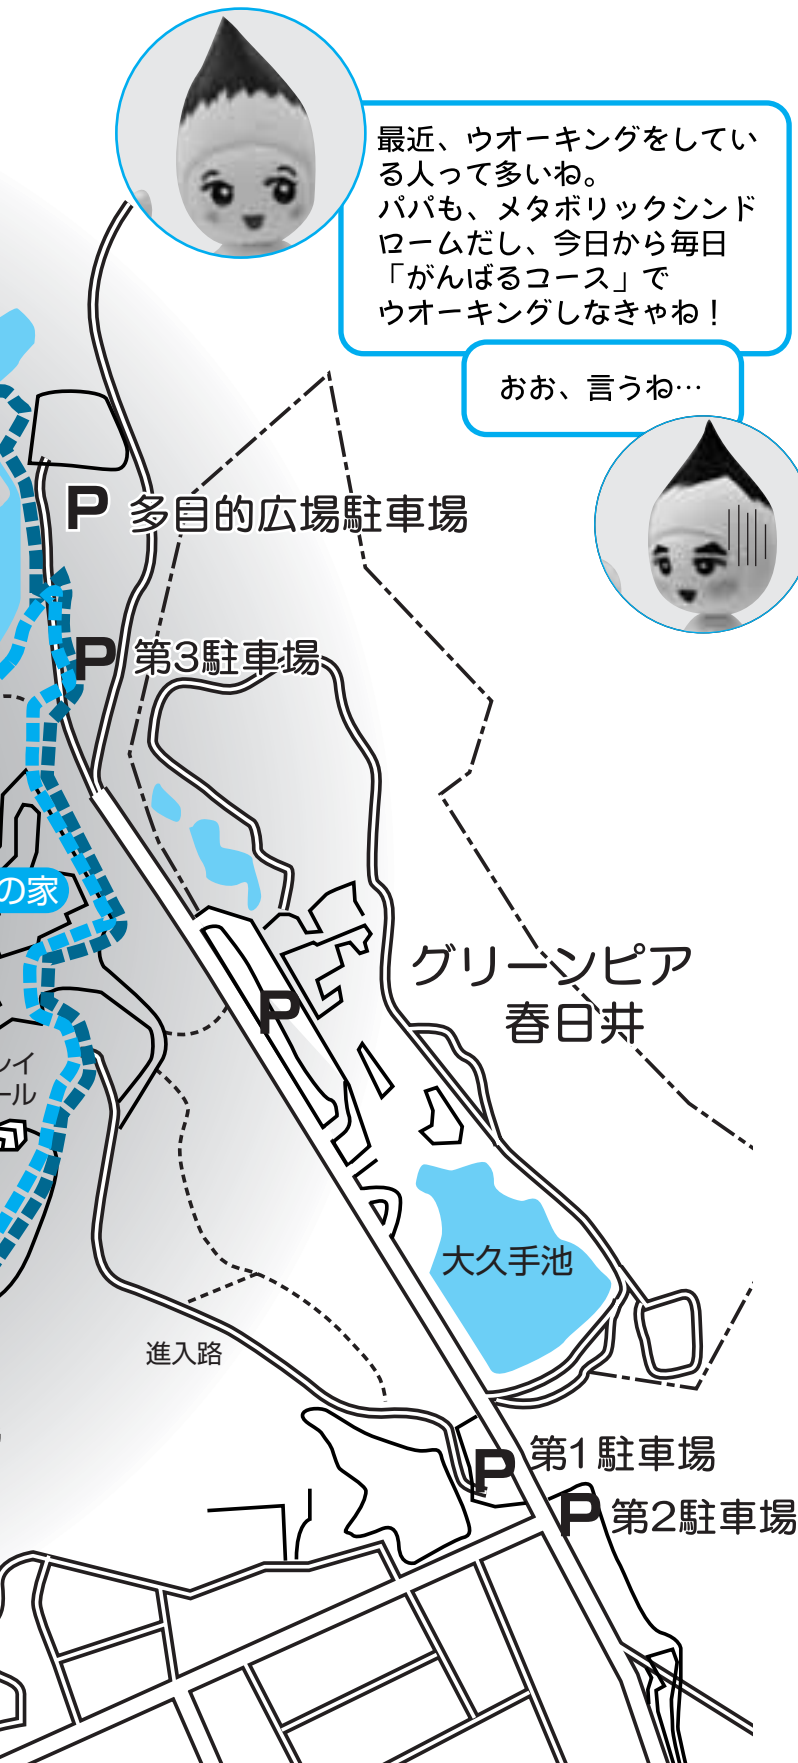 最近、ウオーキングをしてい
る人って多いね。
パパも、メタボリックシンド
ロームだし、今日から毎日
「がんばるコース」で
ウオーキングしなきゃね！
おお、言うね…
P 多目的広場駐車場
P 第3駐車場
の家
グリーンピア
春日井
P
レイ
ール
大久手池
進入路
P 第1駐車場
P 第2駐車場